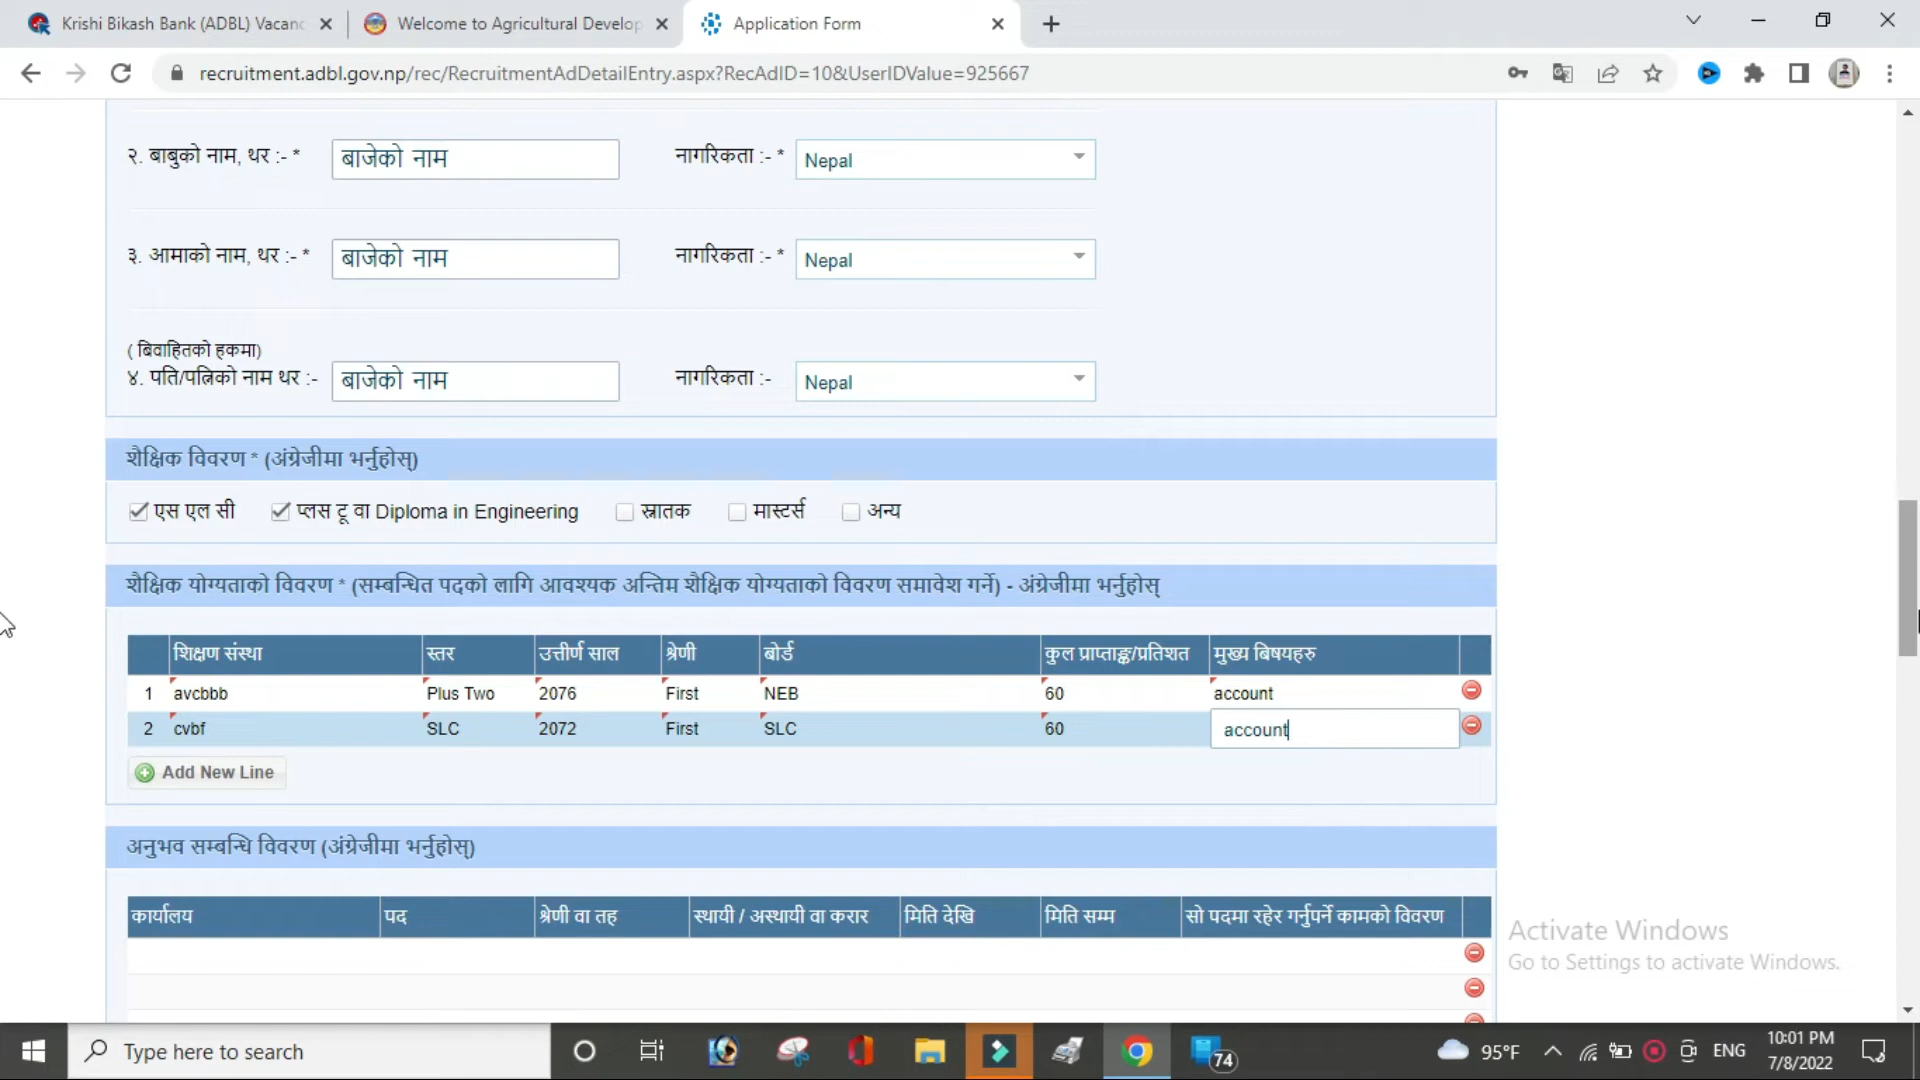 Krishi Bikash Bank (ADBL) Vacanc
Welcome to Agricultural Develop
Application Form
recruitment.adbl.gov.np/rec/RecruitmentAdDetailEntry.aspx?RecAdID=10&UserIDValue=925667
२. बाबुको नाम, थर :- * बाजेको नाम नागरिकता :- * Nepal
३. आमाको नाम, थर :- * बाजेको नाम नागरिकता :- * Nepal
( बिवाहितको हकमा)
४. पति/पत्निको नाम थर :- बाजेको नाम नागरिकता :- Nepal
शैक्षिक विवरण * (अंग्रेजीमा भर्नुहोस्)
एस एल सी प्लस टू वा Diploma in Engineering स्नातक मास्टर्स अन्य
शैक्षिक योग्यताको विवरण * (सम्बन्धित पदको लागि आवश्यक अन्तिम शैक्षिक योग्यताको विवरण समावेश गर्ने) - अंग्रेजीमा भर्नुहोस्
शिक्षण संस्था स्तर उत्तीर्ण साल श्रेणी बोर्ड कुल प्राप्ताङ्क/प्रतिशत मुख्य बिषयहरु
1 avcbbb Plus Two 2076 First NEB 60 account
2 cvbf SLC 2072 First SLC 60 account
Add New Line
अनुभव सम्बन्धि विवरण (अंग्रेजीमा भर्नुहोस्)
कार्यालय पद श्रेणी वा तह स्थायी / अस्थायी वा करार मिति देखि मिति सम्म सो पदमा रहेर गर्नुपर्ने कामको विवरण
Activate Windows
Go to Settings to activate Windows.
Type here to search
74
95°F
ENG
10:01 PM
7/8/2022